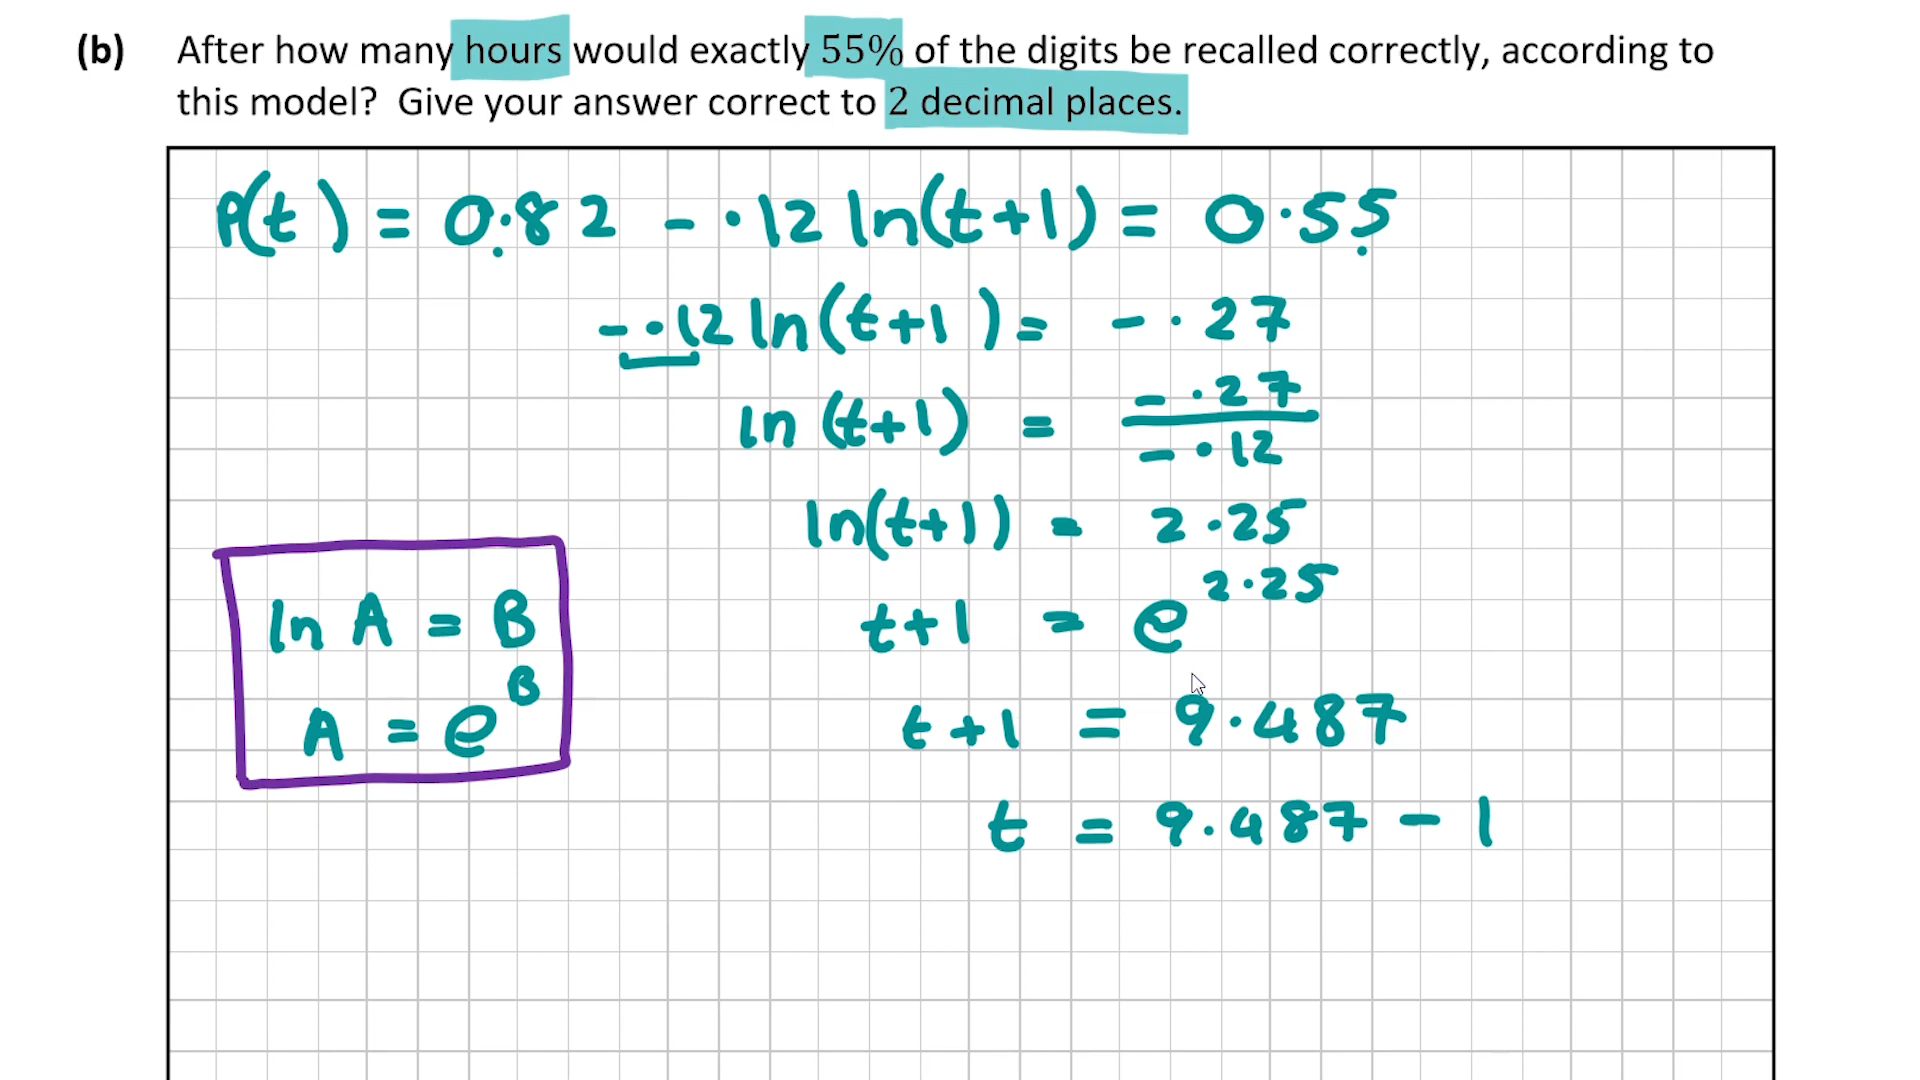 (b) After how many hours would exactly 55% of the digits be recalled correctly, according to
this model? Give your answer correct to 2 decimal places.
P(t) = 0.82 - .12 ln(t+1) = 0.55
- .12 ln(t+1) = - .27
ln (t+1) = - .27
- .12
ln(t+1) = 2.25
t+1 = e^2.25
t+1 = 9.487
t = 9.487 - 1
ln A = B
A = e^B